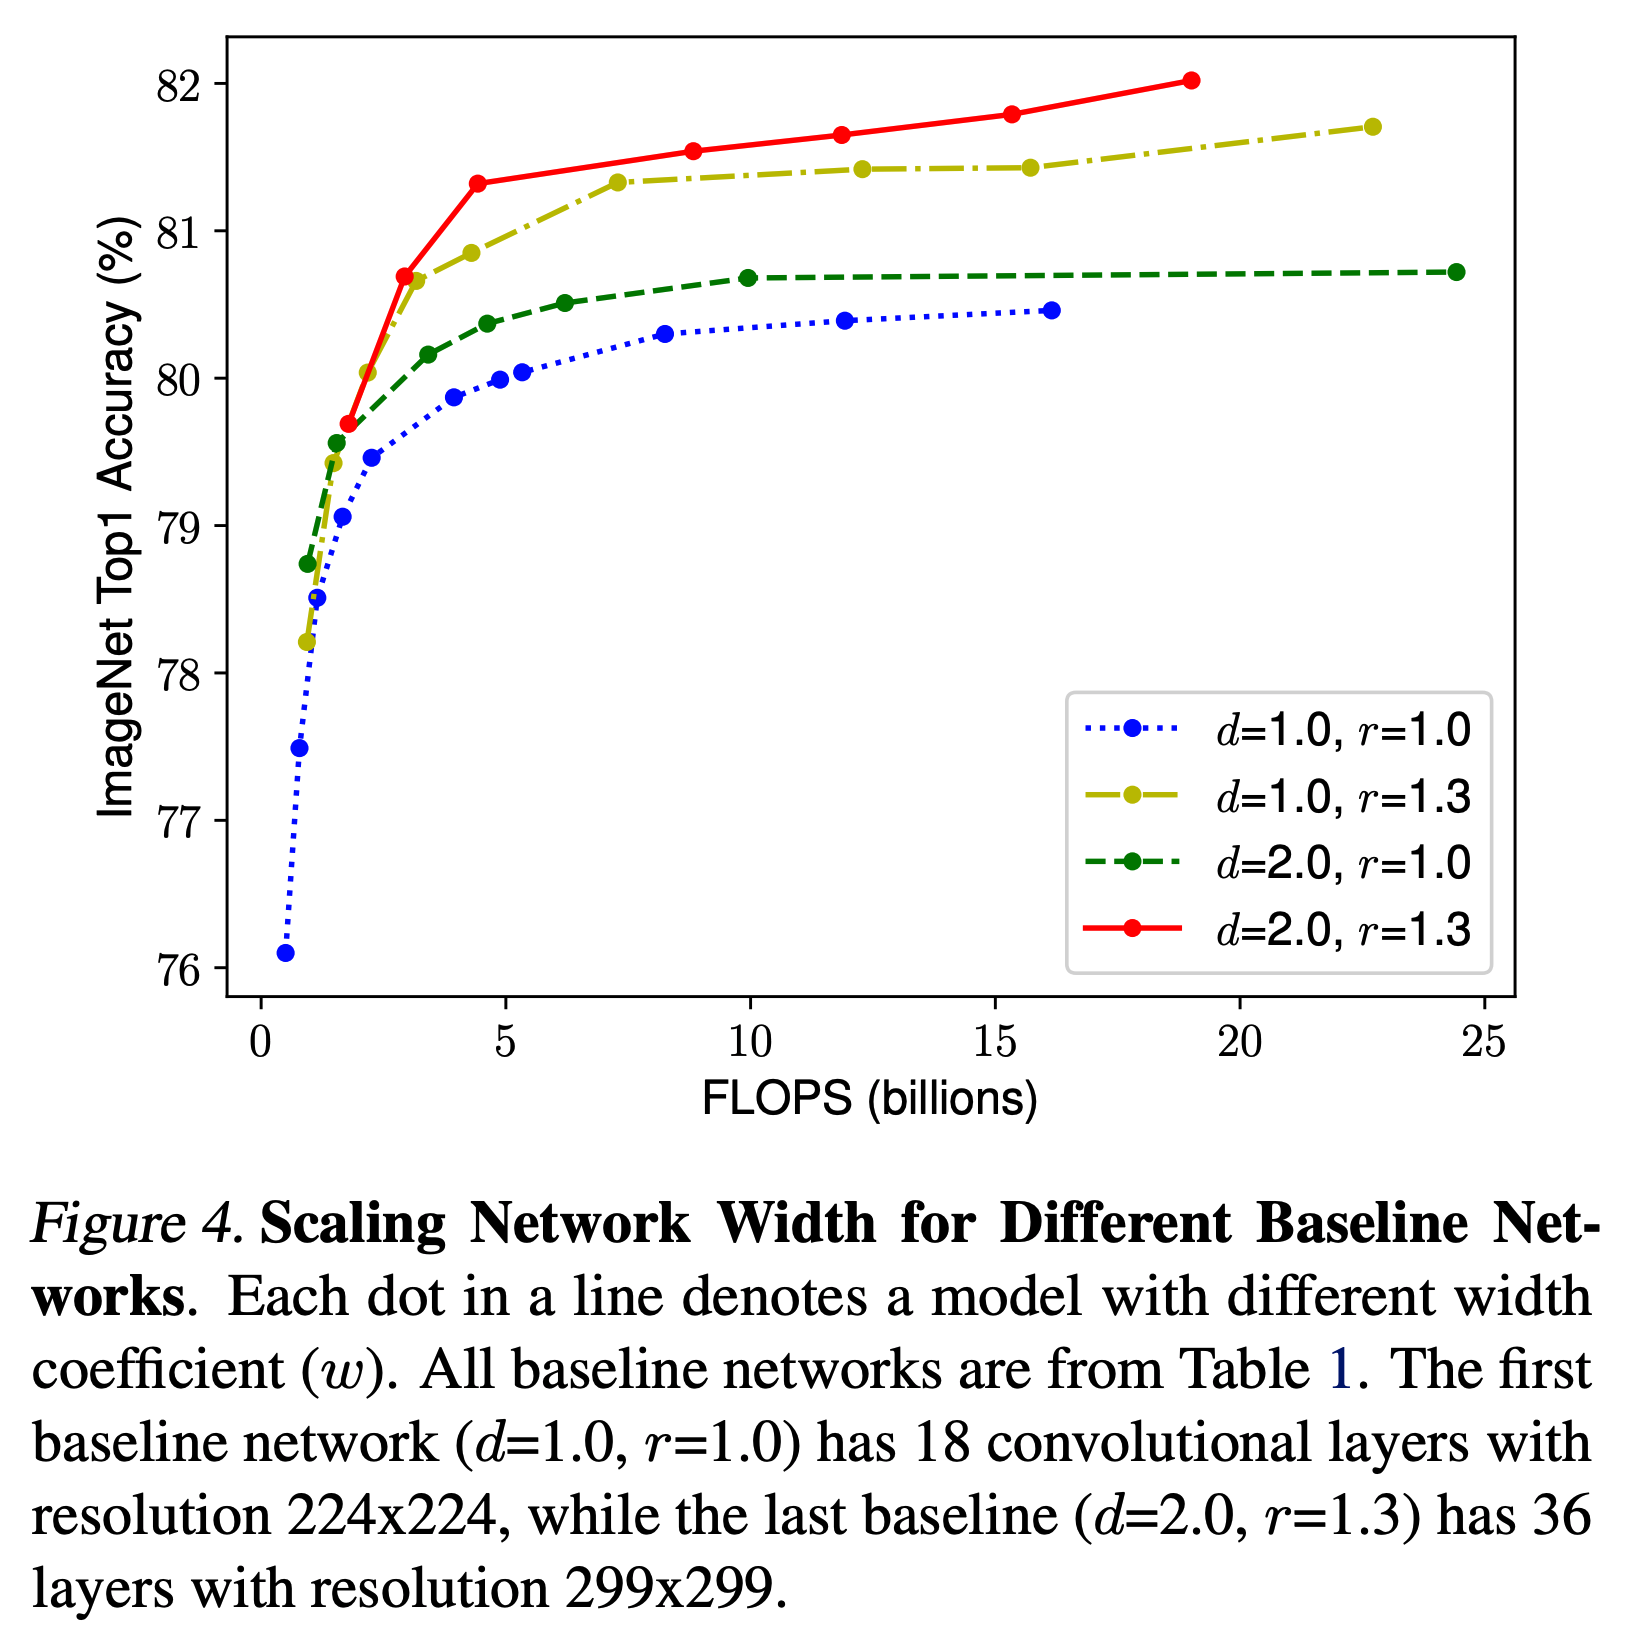 82
81
80
79
78
77
76
ImageNet Top1 Accuracy (%)
0 5 10 15 20 25
FLOPS (billions)
d=1.0, r=1.0
d=1.0, r=1.3
d=2.0, r=1.0
d=2.0, r=1.3
Figure 4. Scaling Network Width for Different Baseline Net-
works. Each dot in a line denotes a model with different width
coefficient (w). All baseline networks are from Table 1. The first
baseline network (d=1.0, r=1.0) has 18 convolutional layers with
resolution 224x224, while the last baseline (d=2.0, r=1.3) has 36
layers with resolution 299x299.